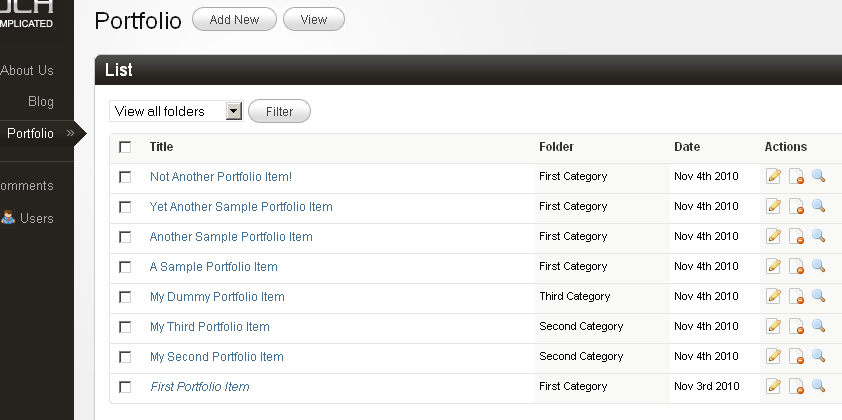 Portfolio Add New View
About Us
Blog
Portfolio »
Users
List
View all folders Filter
Title Folder Date Actions
Not Another Portfolio Item! First Category Nov 4th 2010
Yet Another Sample Portfolio Item First Category Nov 4th 2010
Another Sample Portfolio Item First Category Nov 4th 2010
A Sample Portfolio Item First Category Nov 4th 2010
My Dummy Portfolio Item Third Category Nov 4th 2010
My Third Portfolio Item Second Category Nov 4th 2010
My Second Portfolio Item Second Category Nov 4th 2010
First Portfolio Item First Category Nov 3rd 2010